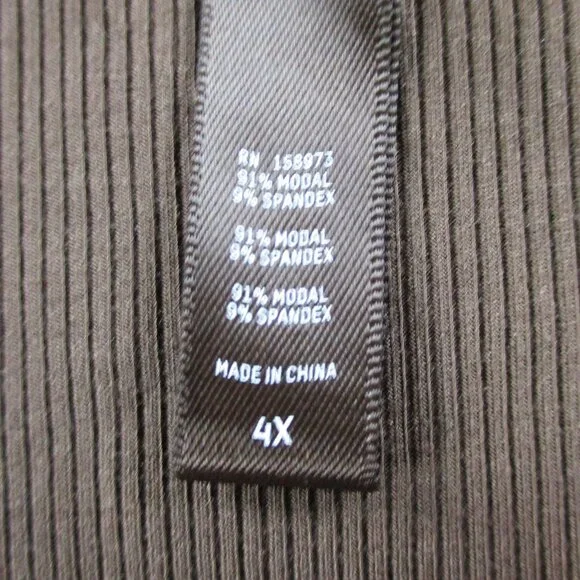 RN 158973
91% MODAL
9% SPANDEX
91% MODAL
9% SPANDEX
91% MODAL
9% SPANDEX
MADE IN CHINA
4X